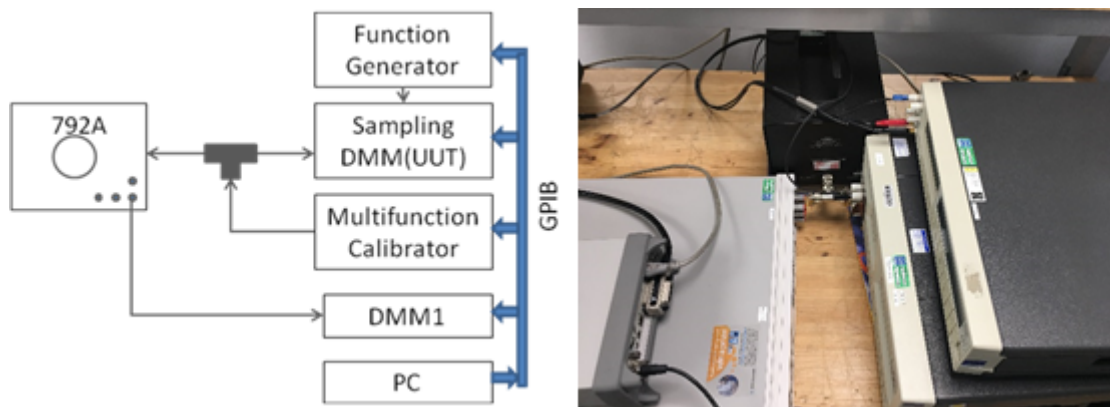 Function
Generator
792A
Sampling
DMM(UUT)
Multifunction
Calibrator
GPIB
DMM1
PC